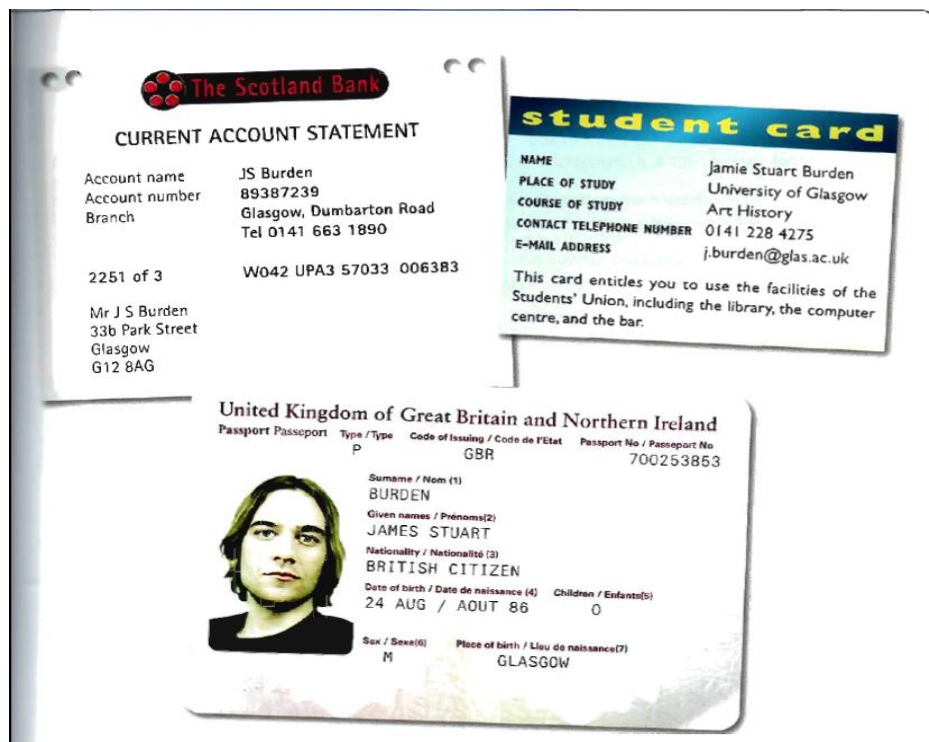 The Scotland Bank
CURRENT ACCOUNT STATEMENT
Account name JS Burden
Account number 89387239
Branch Glasgow, Dumbarton Road
Tel 0141 663 1890
2251 of 3 W042 UPA3 57033 006383
Mr J S Burden
33b Park Street
Glasgow
G12 8AG
student card
NAME Jamie Stuart Burden
PLACE OF STUDY University of Glasgow
COURSE OF STUDY Art History
CONTACT TELEPHONE NUMBER 0141 228 4275
E-MAIL ADDRESS j.burden@glas.ac.uk
This card entitles you to use the facilities of the
Students' Union, including the library, the computer
centre, and the bar.
United Kingdom of Great Britain and Northern Ireland
Passport Passeport Type / Type Code of Issuing / Code de l'Etat Passport No / Passeport No
P GBR 700253853
Surname / Nom (1)
BURDEN
Given names / Prénoms(2)
JAMES STUART
Nationality / Nationalité (3)
BRITISH CITIZEN
Date of birth / Date de naissance (4) Children / Enfants(5)
24 AUG / AOUT 86 0
Sex / Sexe(6) Place of birth / Lieu de naissance(7)
M GLASGOW